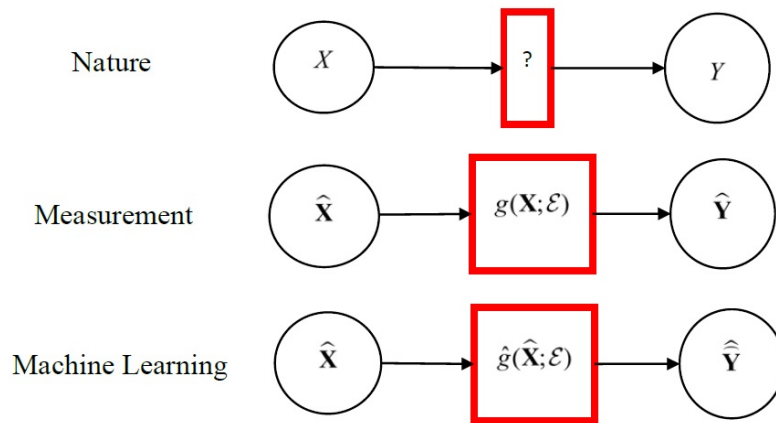 Nature X ? Y
Measurement X̂ g(X;ℰ) Ŷ
Machine Learning X̂ ĝ(X̂;ℰ) Ŷ̂